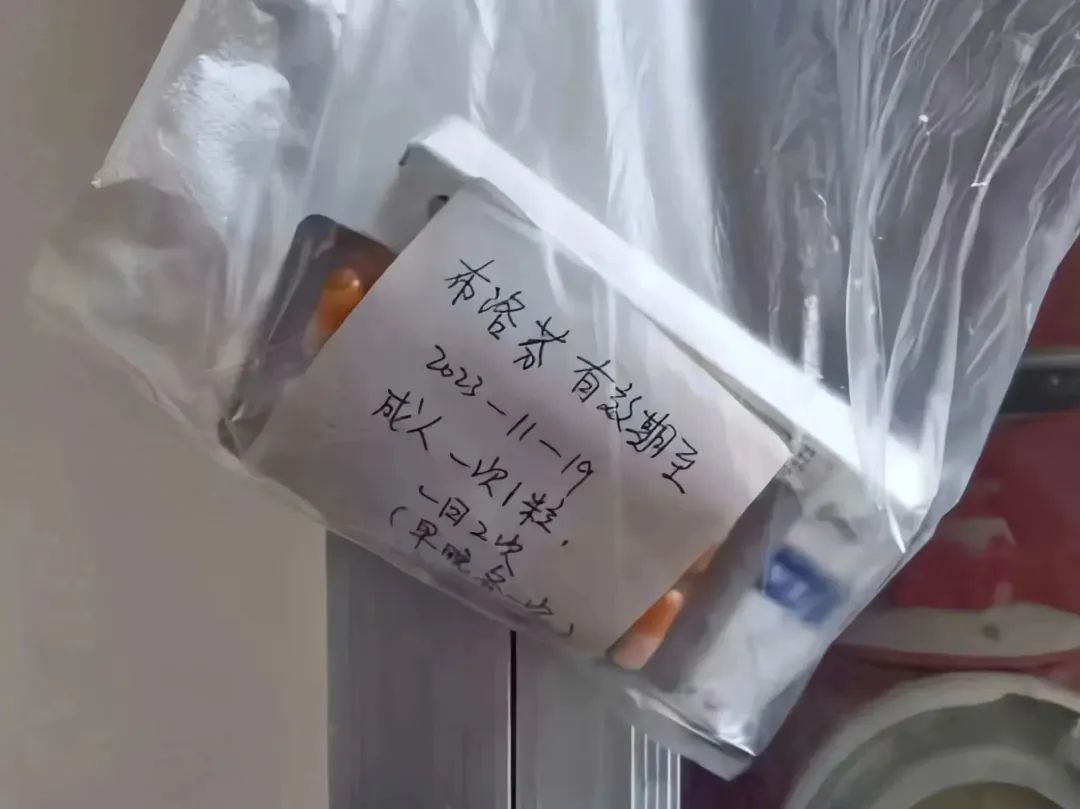 布洛芬 有效期至
2023-11-19
成人 一次1粒.
一日2次
(早晚各一次)